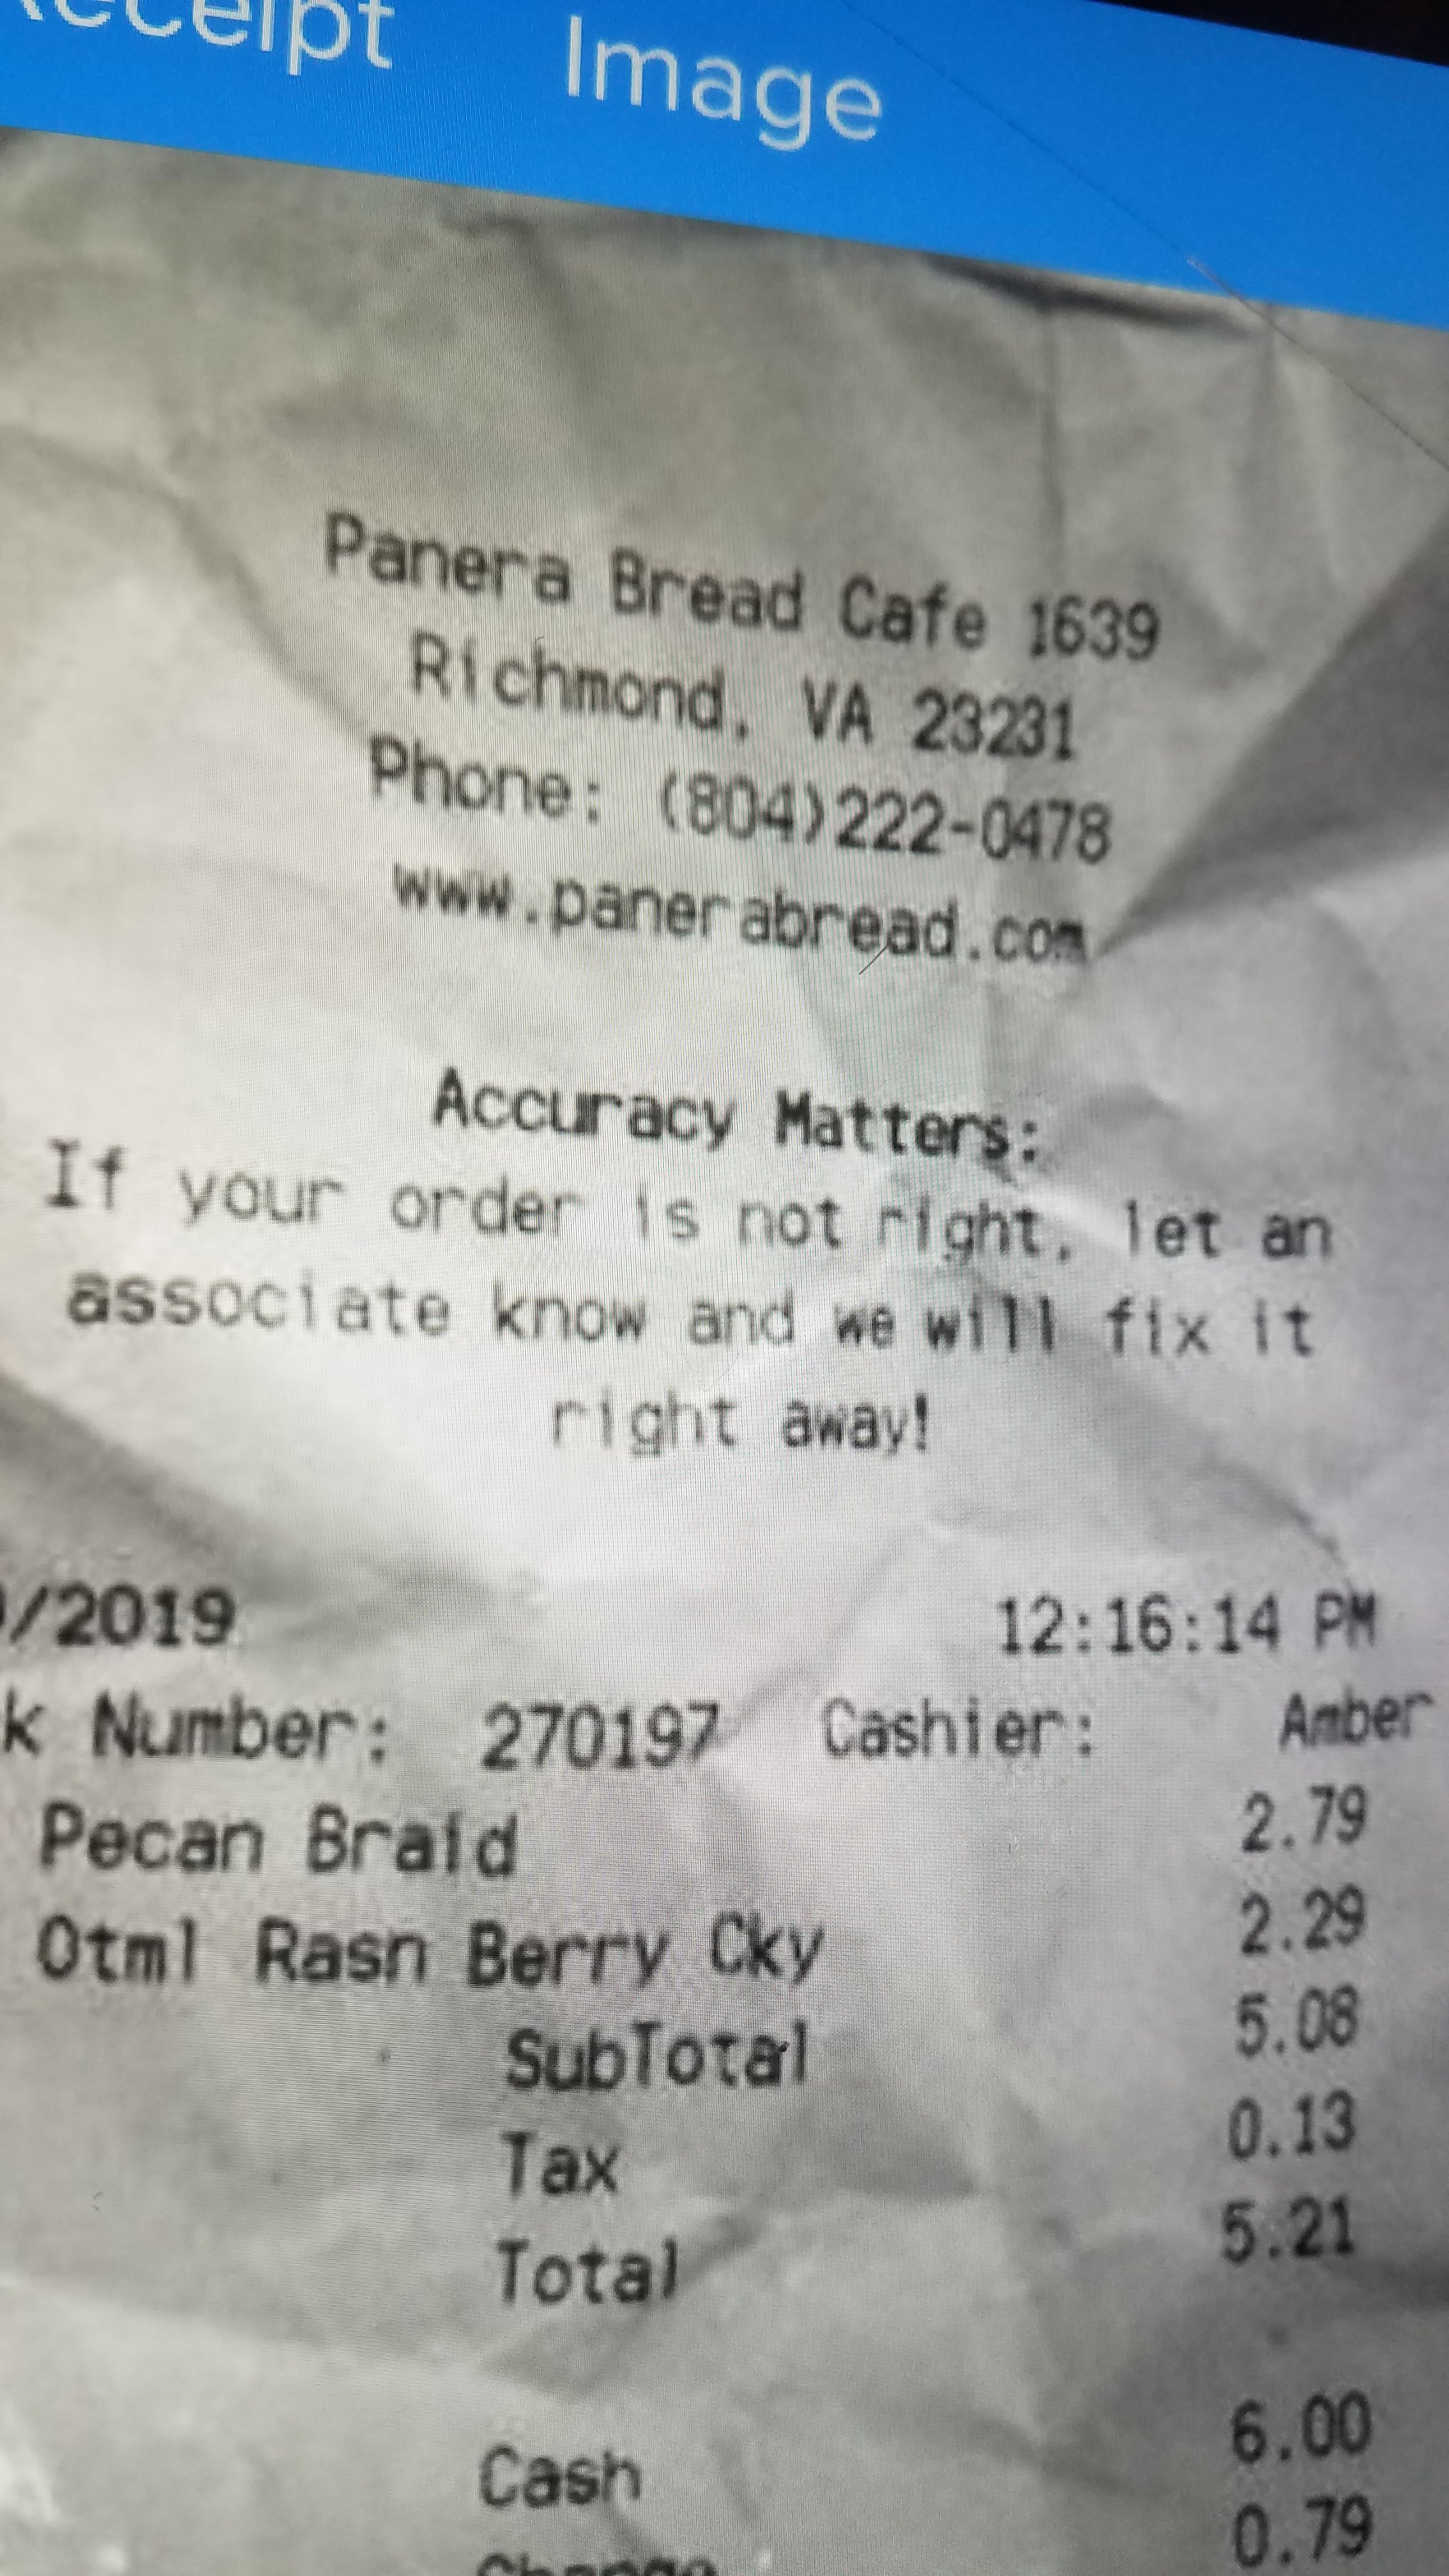 Receipt Image
Panera Bread Cafe 1639
Richmond, VA 23231
Phone: (804)222-0478
www.panerabread.com
Accuracy Matters:
If your order is not right, let an
associate know and we will fix it
right away!
/2019 12:16:14 PM
k Number: 270197 Cashier: Amber
Pecan Braid 2.79
Otml Rasn Berry Cky 2.29
SubTotal 5.08
Tax 0.13
Total 5.21
Cash 6.00
Change 0.79